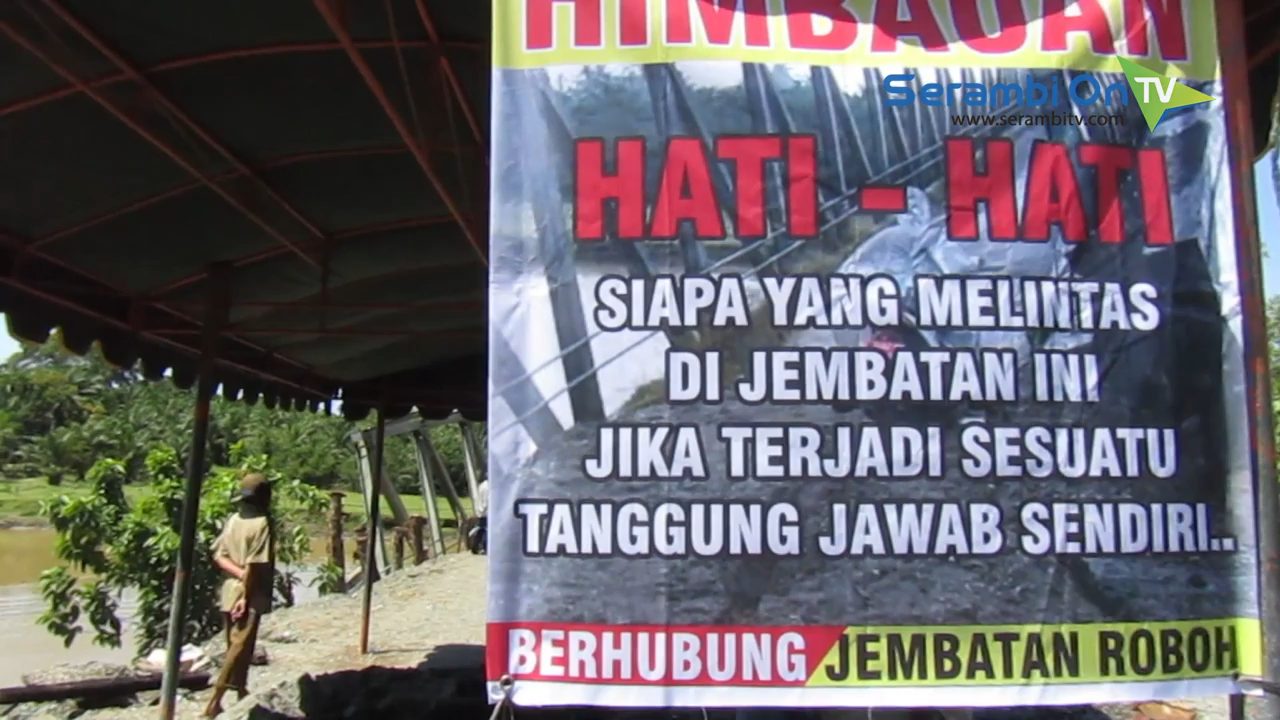 HIMBAUAN
Serambi On TV
www.serambitv.com
HATI - HATI
SIAPA YANG MELINTAS
DI JEMBATAN INI
JIKA TERJADI SESUATU
TANGGUNG JAWAB SENDIRI..
BERHUBUNG JEMBATAN ROBOH